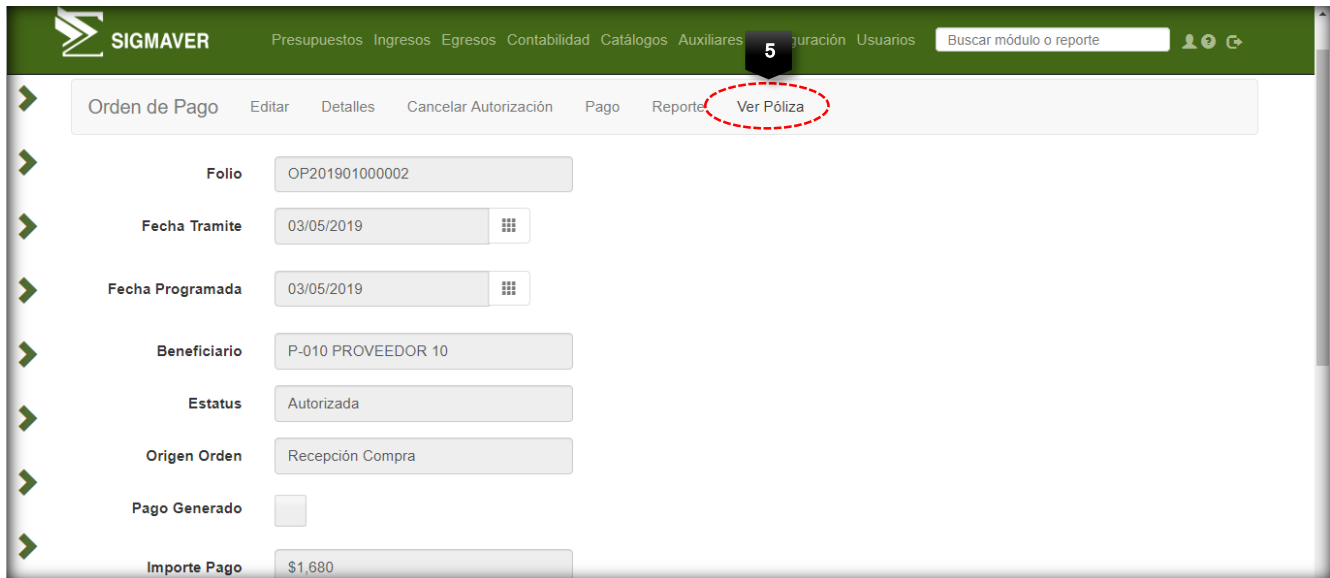 SIGMAVER
Presupuestos Ingresos Egresos Contabilidad Catálogos Auxiliares guración Usuarios Buscar módulo o reporte
5
Orden de Pago Editar Detalles Cancelar Autorización Pago Reporte Ver Póliza
Folio OP201901000002
Fecha Tramite 03/05/2019
Fecha Programada 03/05/2019
Beneficiario P-010 PROVEEDOR 10
Estatus Autorizada
Origen Orden Recepción Compra
Pago Generado
Importe Pago $1,680